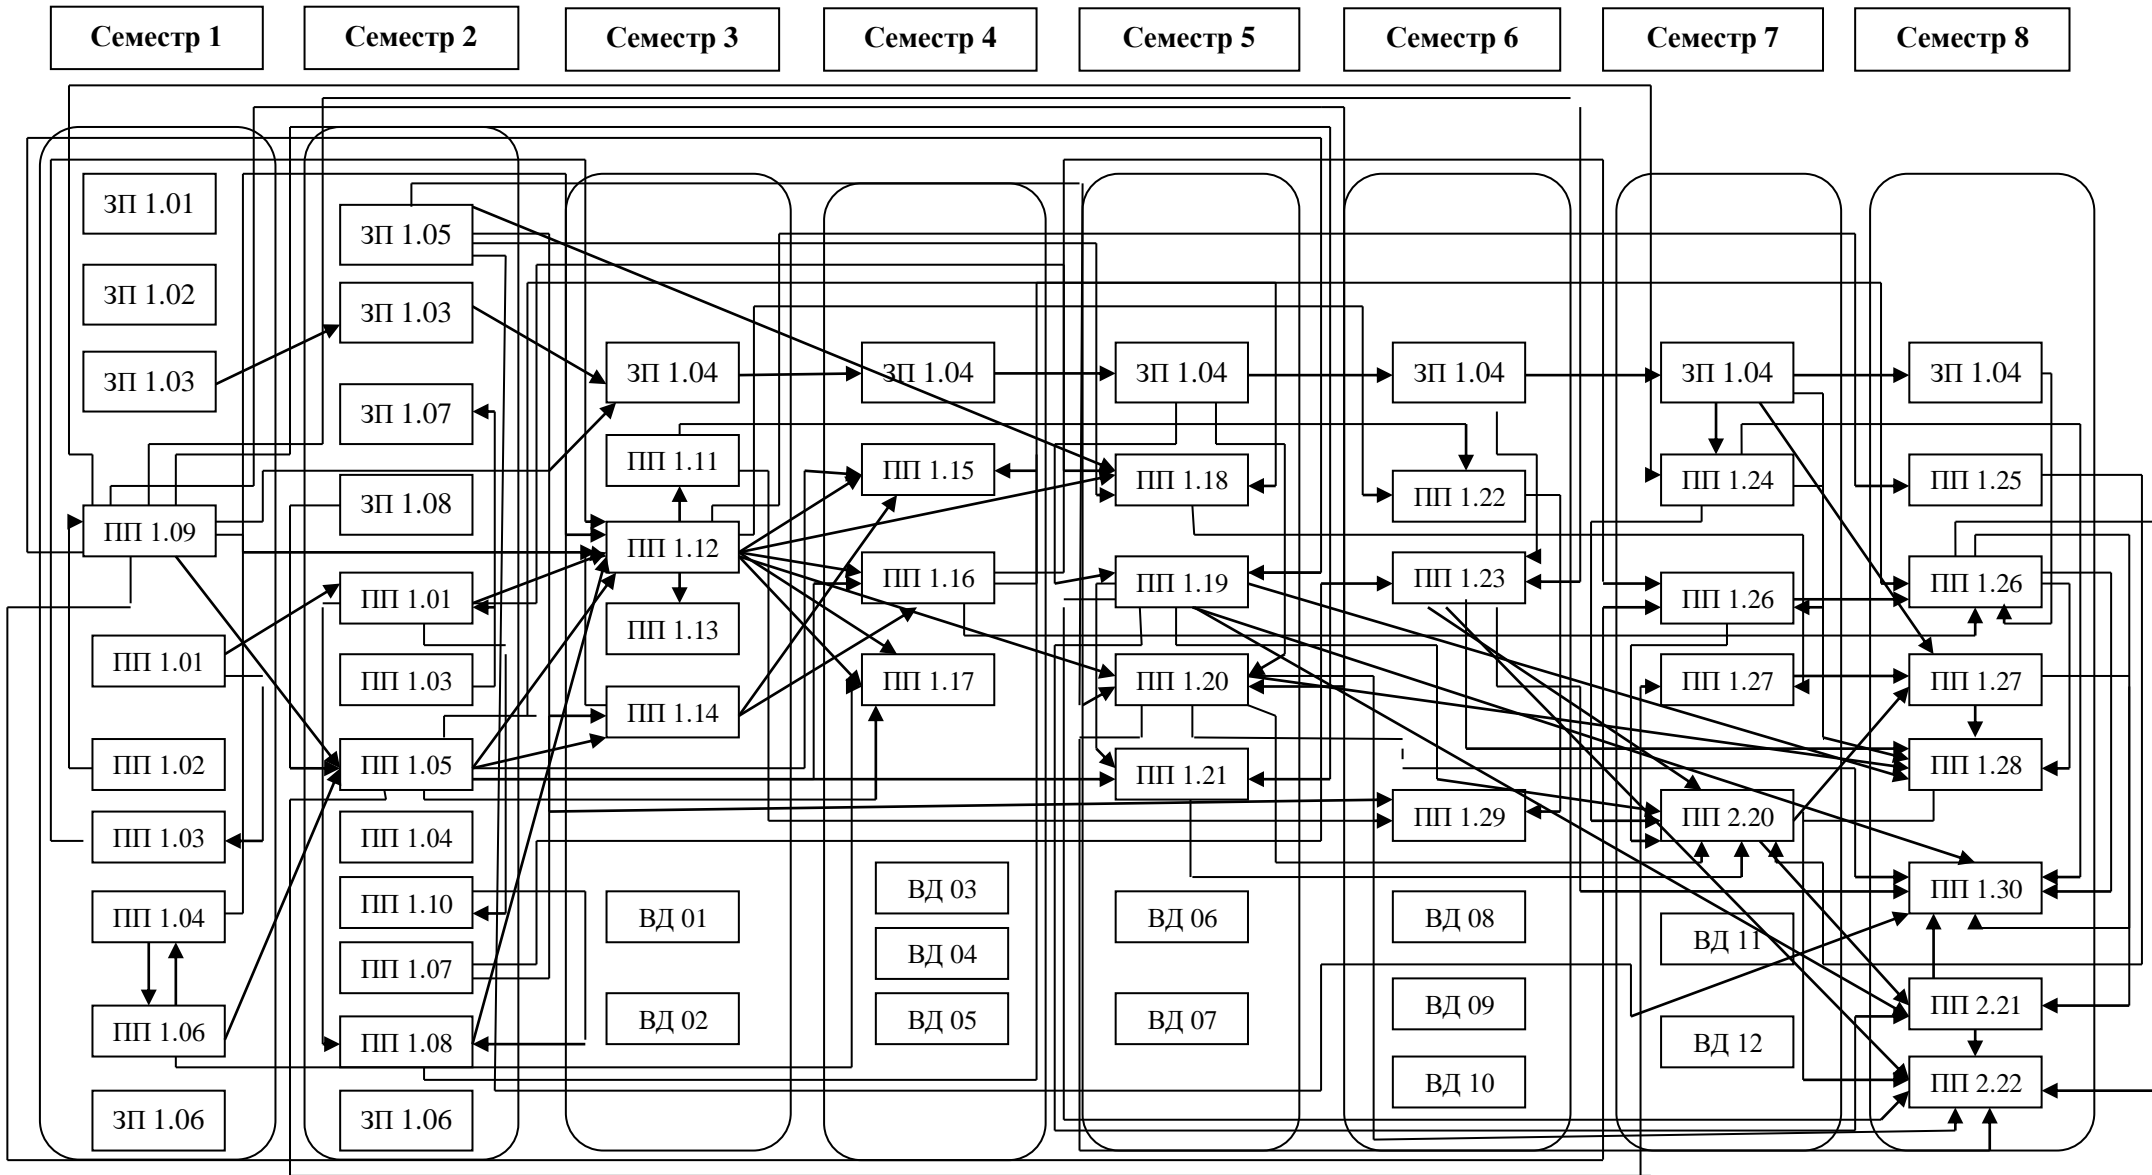 Семестр 1
Семестр 2
Семестр 3
Семестр 4
Семестр 5
Семестр 6
Семестр 7
Семестр 8
ЗП 1.01
ЗП 1.02
ЗП 1.03
ПП 1.09
ПП 1.01
ПП 1.02
ПП 1.03
ПП 1.04
ПП 1.06
ЗП 1.06
ЗП 1.05
ЗП 1.03
ЗП 1.07
ЗП 1.08
ПП 1.01
ПП 1.03
ПП 1.05
ПП 1.04
ПП 1.10
ПП 1.07
ПП 1.08
ЗП 1.06
ЗП 1.04
ПП 1.11
ПП 1.12
ПП 1.13
ПП 1.14
ВД 01
ВД 02
ЗП 1.04
ПП 1.15
ПП 1.16
ПП 1.17
ВД 03
ВД 04
ВД 05
ЗП 1.04
ПП 1.18
ПП 1.19
ПП 1.20
ПП 1.21
ВД 06
ВД 07
ЗП 1.04
ПП 1.22
ПП 1.23
ПП 1.29
ВД 08
ВД 09
ВД 10
ЗП 1.04
ПП 1.24
ПП 1.26
ПП 1.27
ПП 2.20
ВД 11
ВД 12
ЗП 1.04
ПП 1.25
ПП 1.26
ПП 1.27
ПП 1.28
ПП 1.30
ПП 2.21
ПП 2.22